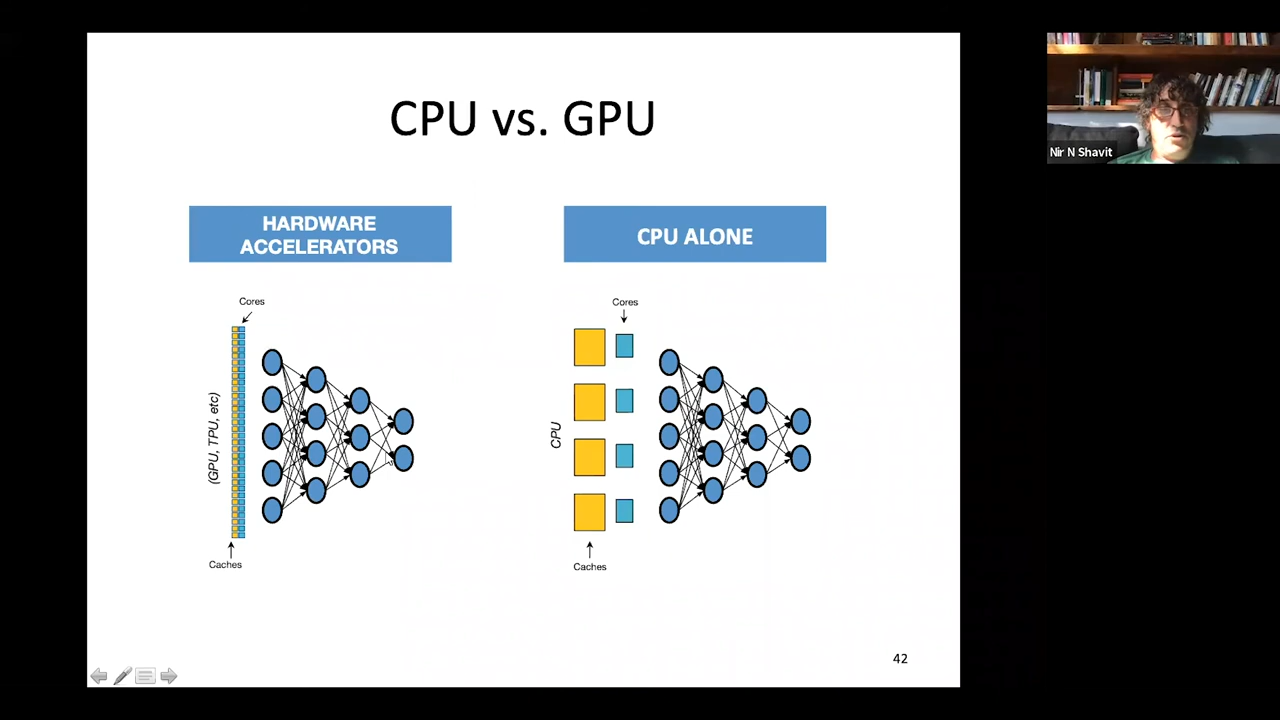 CPU vs. GPU
Nir N Shavit
HARDWARE
ACCELERATORS
Cores
(GPU, TPU, etc)
Caches
CPU ALONE
Cores
CPU
Caches
42